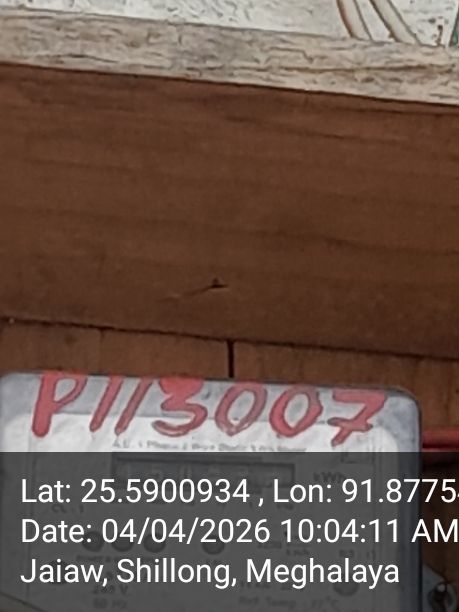 P113007
Lat: 25.5900934 , Lon: 91.8775
Date: 04/04/2026 10:04:11 AM
Jaiaw, Shillong, Meghalaya